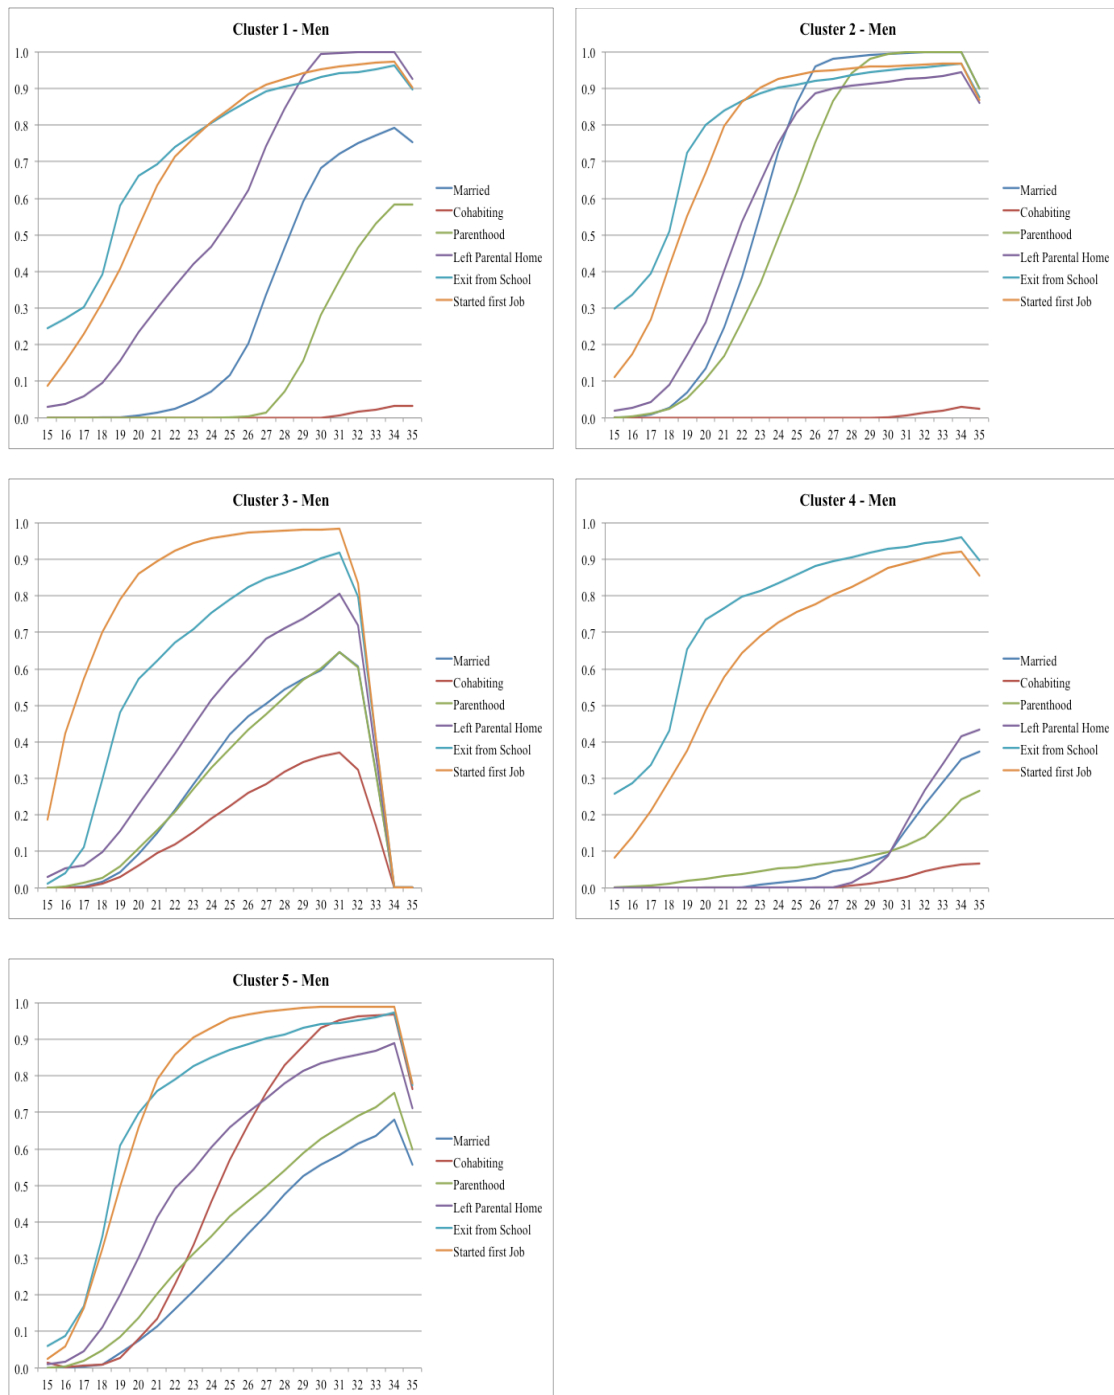 Cluster 1 - Men
1.0
0.9
0.8
0.7
0.6
0.5
0.4
0.3
0.2
0.1
0.0
15 16 17 18 19 20 21 22 23 24 25 26 27 28 29 30 31 32 33 34 35
Married
Cohabiting
Parenthood
Left Parental Home
Exit from School
Started first Job
Cluster 2 - Men
1.0
0.9
0.8
0.7
0.6
0.5
0.4
0.3
0.2
0.1
0.0
15 16 17 18 19 20 21 22 23 24 25 26 27 28 29 30 31 32 33 34 35
Married
Cohabiting
Parenthood
Left Parental Home
Exit from School
Started first Job
Cluster 3 - Men
1.0
0.9
0.8
0.7
0.6
0.5
0.4
0.3
0.2
0.1
0.0
15 16 17 18 19 20 21 22 23 24 25 26 27 28 29 30 31 32 33 34 35
Married
Cohabiting
Parenthood
Left Parental Home
Exit from School
Started first Job
Cluster 4 - Men
1.0
0.9
0.8
0.7
0.6
0.5
0.4
0.3
0.2
0.1
0.0
15 16 17 18 19 20 21 22 23 24 25 26 27 28 29 30 31 32 33 34 35
Married
Cohabiting
Parenthood
Left Parental Home
Exit from School
Started first Job
Cluster 5 - Men
1.0
0.9
0.8
0.7
0.6
0.5
0.4
0.3
0.2
0.1
0.0
15 16 17 18 19 20 21 22 23 24 25 26 27 28 29 30 31 32 33 34 35
Married
Cohabiting
Parenthood
Left Parental Home
Exit from School
Started first Job